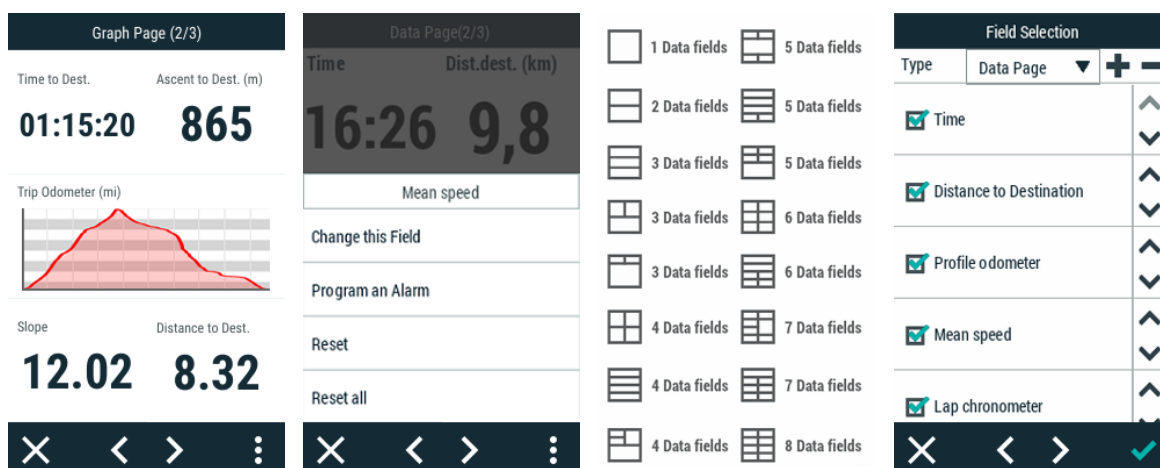 Graph Page (2/3)
Time to Dest. Ascent to Dest. (m)
01:15:20 865
Trip Odometer (mi)
Slope Distance to Dest.
12.02 8.32
Data Page(2/3)
Time Dist.dest. (km)
16:26 9,8
Mean speed
Change this Field
Program an Alarm
Reset
Reset all
1 Data fields 5 Data fields
2 Data fields 5 Data fields
3 Data fields 5 Data fields
3 Data fields 6 Data fields
3 Data fields 6 Data fields
4 Data fields 7 Data fields
4 Data fields 7 Data fields
4 Data fields 8 Data fields
Field Selection
Type Data Page
Time
Distance to Destination
Profile odometer
Mean speed
Lap chronometer